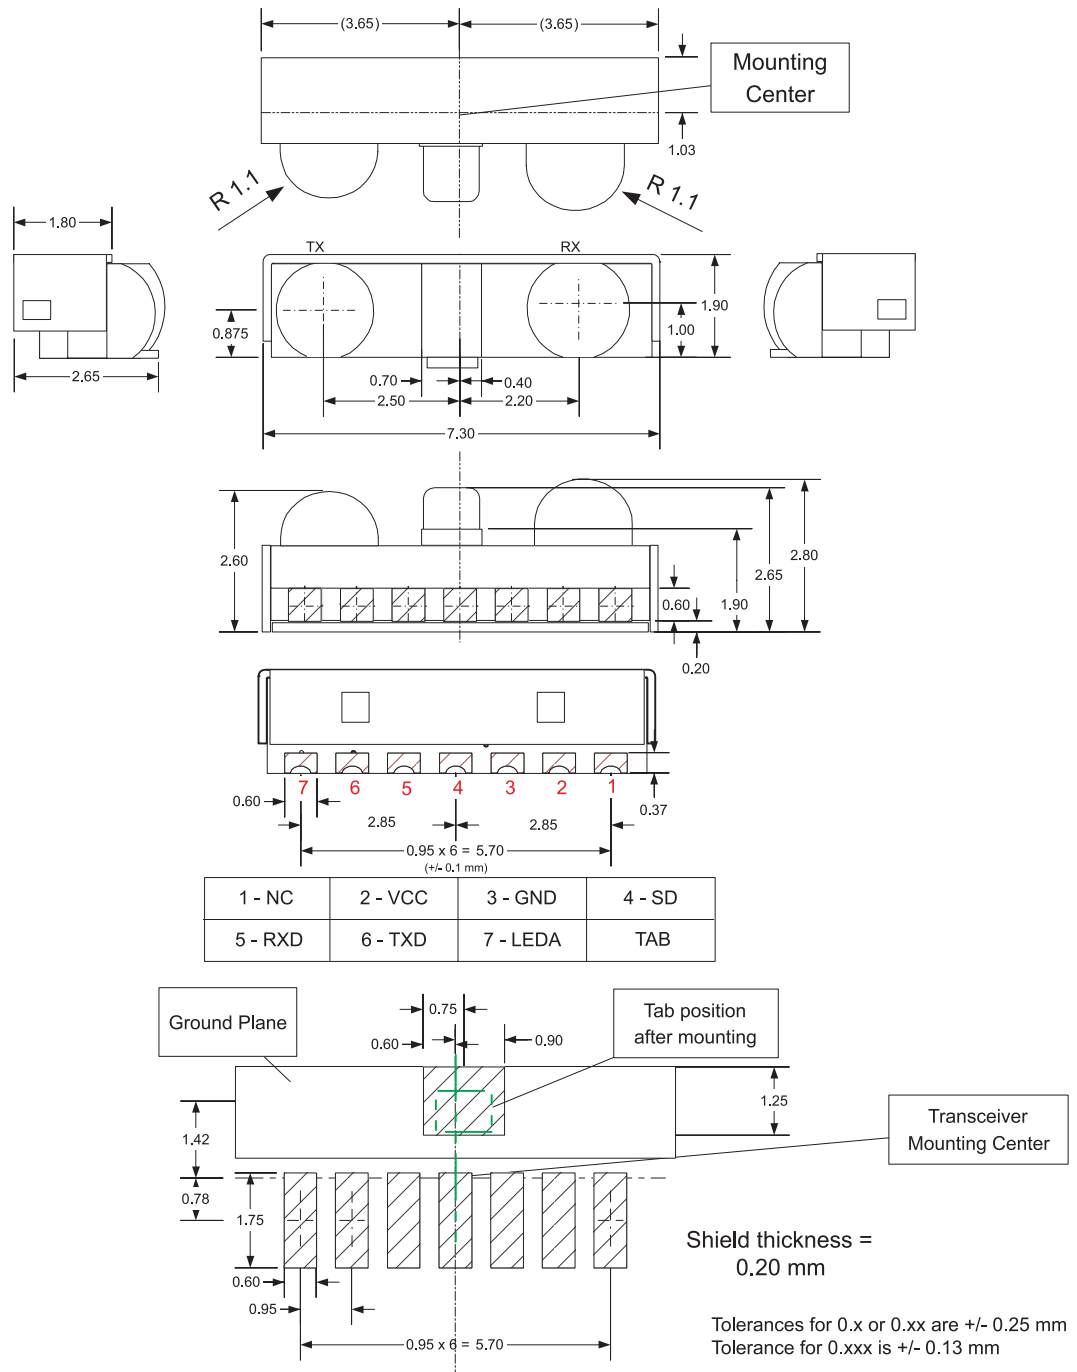 (3.65) (3.65)
Mounting
Center
1.03
R 1.1 R 1.1
1.80
TX RX
0.875
1.00
1.90
2.65
0.70 0.40
2.50 2.20
7.30
2.60
0.60
1.90
2.65
2.80
0.20
7 6 5 4 3 2 1
0.60
0.37
2.85 2.85
0.95 x 6 = 5.70
(+/- 0.1 mm)
1 - NC 2 - VCC 3 - GND 4 - SD
5 - RXD 6 - TXD 7 - LEDA TAB
Ground Plane
0.75
0.60
0.90
Tab position
after mounting
1.25
1.42
Transceiver
Mounting Center
0.78
1.75
0.60
0.95
0.95 x 6 = 5.70
Shield thickness =
0.20 mm
Tolerances for 0.x or 0.xx are +/- 0.25 mm
Tolerance for 0.xxx is +/- 0.13 mm